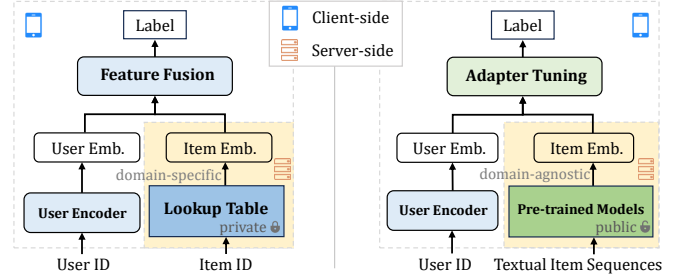 Label
Client-side
Server-side
Label
Feature Fusion
Adapter Tuning
User Emb.
Item Emb.
domain-specific
User Encoder
Lookup Table
private
User ID
Item ID
User Emb.
Item Emb.
domain-agnostic
User Encoder
Pre-trained Models
public
User ID
Textual Item Sequences